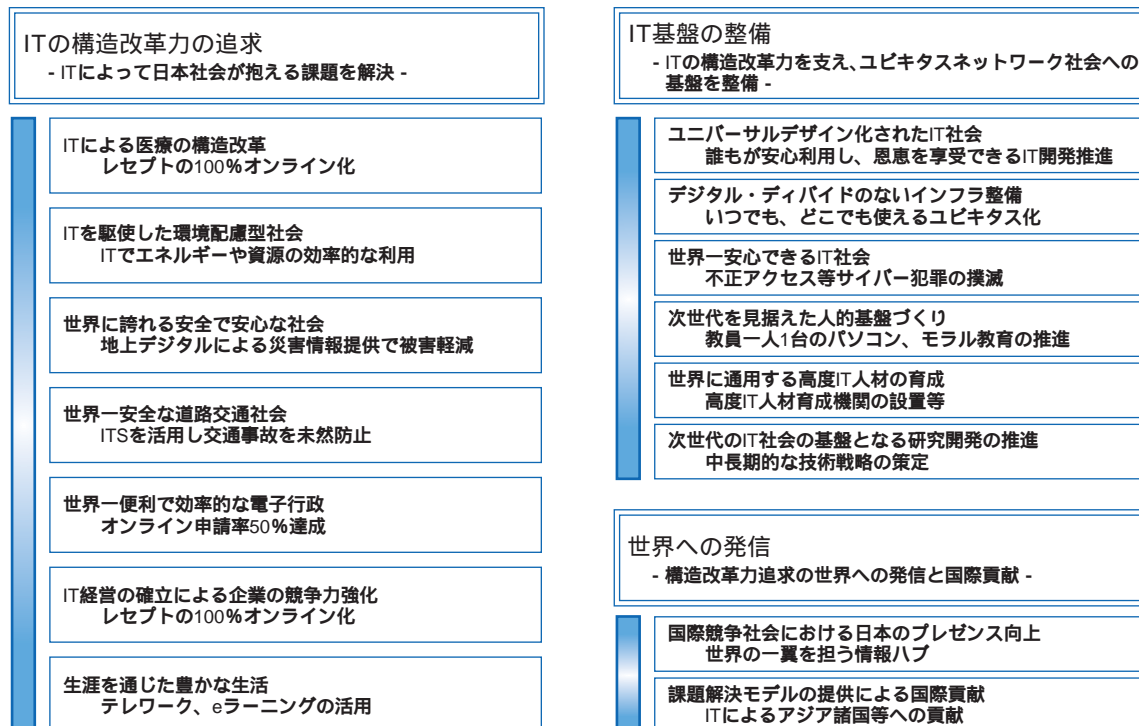 ITの構造改革力の追求
- ITによって日本社会が抱える課題を解決 -
ITによる医療の構造改革
レセプトの100％オンライン化
ITを駆使した環境配慮型社会
ITでエネルギーや資源の効率的な利用
世界に誇れる安全で安心な社会
地上デジタルによる災害情報提供で被害軽減
世界一安全な道路交通社会
ITSを活用し交通事故を未然防止
世界一便利で効率的な電子行政
オンライン申請率50％達成
IT経営の確立による企業の競争力強化
レセプトの100％オンライン化
生涯を通じた豊かな生活
テレワーク、eラーニングの活用
IT基盤の整備
- ITの構造改革力を支え、ユビキタスネットワーク社会への
基盤を整備 -
ユニバーサルデザイン化されたIT社会
誰もが安心利用し、恩恵を享受できるIT開発推進
デジタル・ディバイドのないインフラ整備
いつでも、どこでも使えるユビキタス化
世界一安心できるIT社会
不正アクセス等サイバー犯罪の撲滅
次世代を見据えた人的基盤づくり
教員一人1台のパソコン、モラル教育の推進
世界に通用する高度IT人材の育成
高度IT人材育成機関の設置等
次世代のIT社会の基盤となる研究開発の推進
中長期的な技術戦略の策定
世界への発信
- 構造改革力追求の世界への発信と国際貢献 -
国際競争社会における日本のプレゼンス向上
世界の一翼を担う情報ハブ
課題解決モデルの提供による国際貢献
ITによるアジア諸国等への貢献